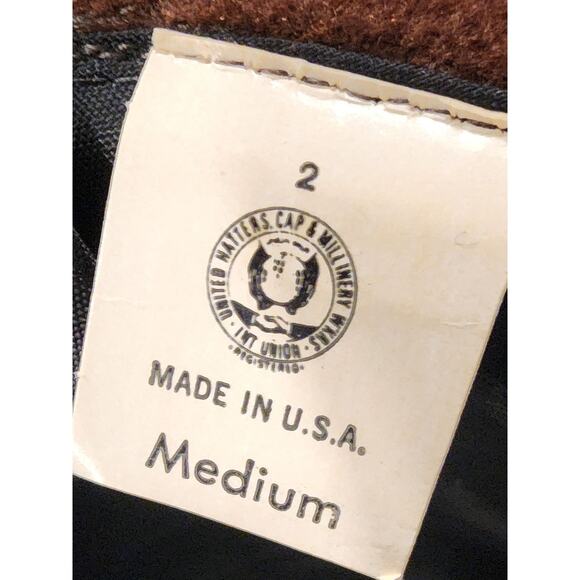 2
UNITED HATTERS, CAP & MILLINERY WKRS
· INT UNION ·
·REGISTERED·
MADE IN U.S.A.
Medium